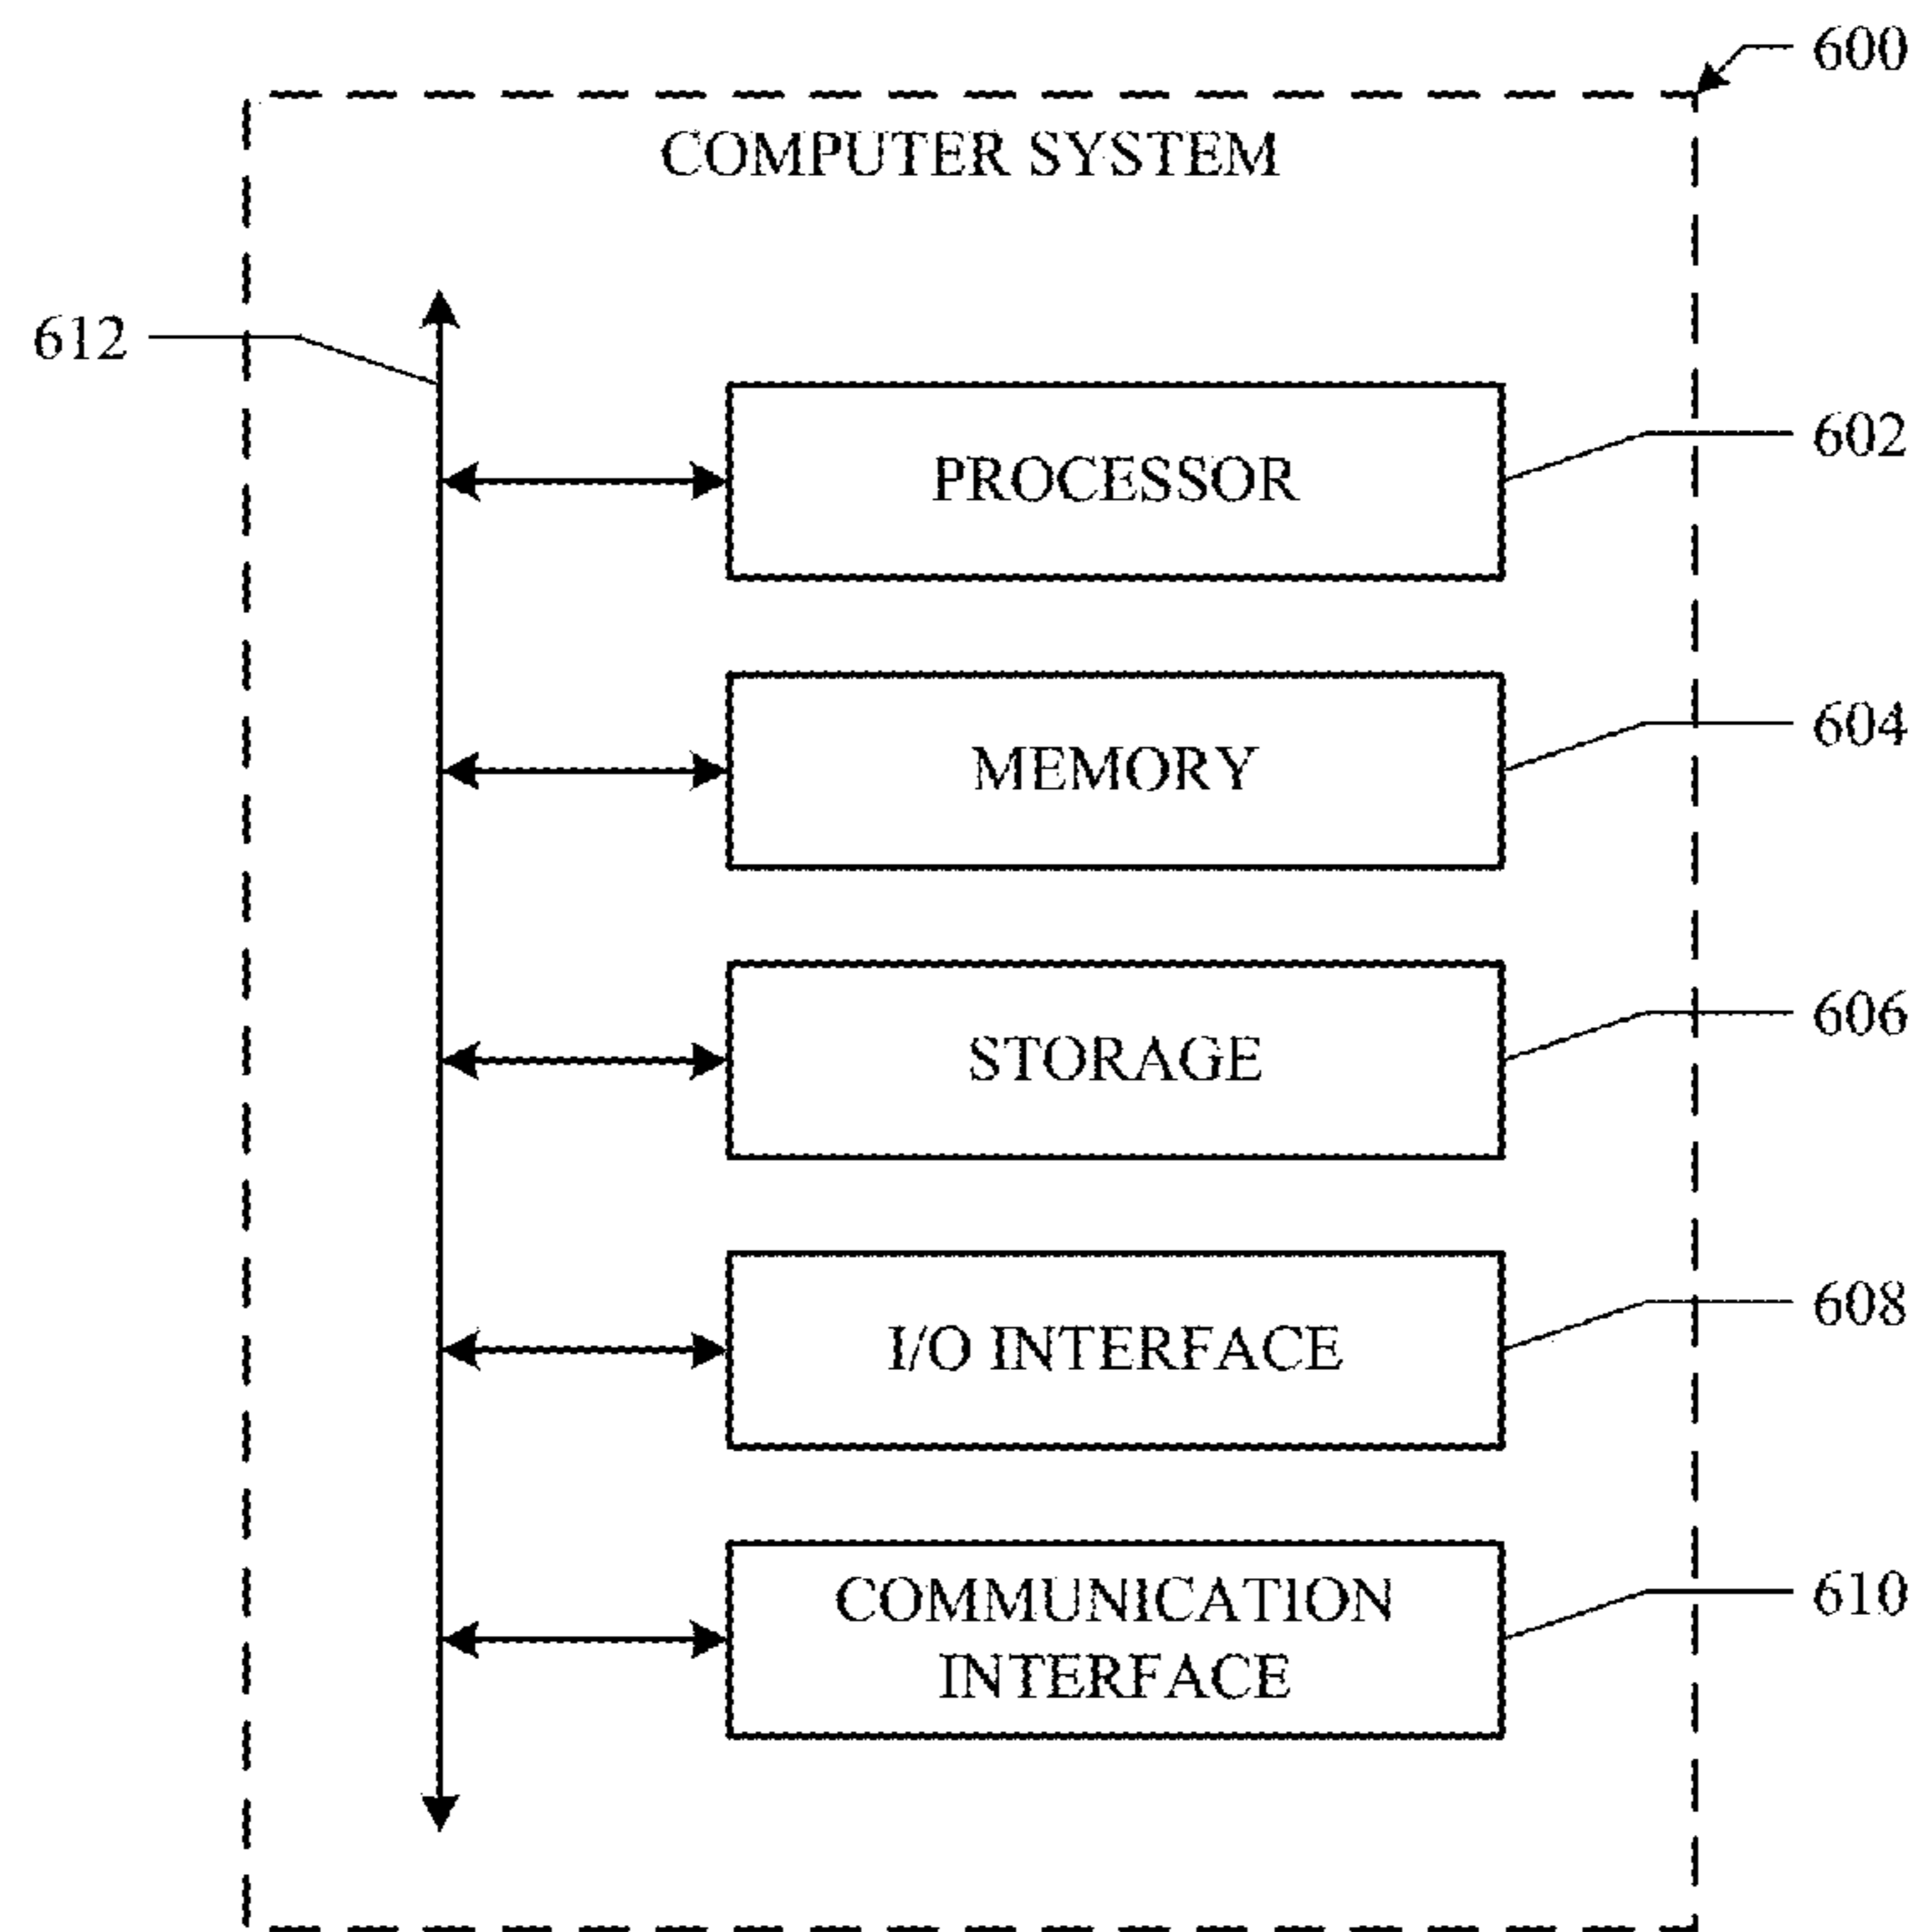 600
COMPUTER SYSTEM
612
602
PROCESSOR
604
MEMORY
606
STORAGE
608
I/O INTERFACE
610
COMMUNICATION
INTERFACE